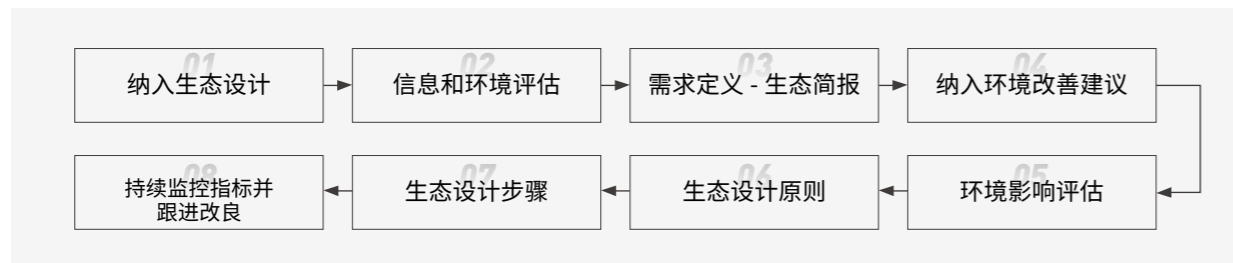 01
纳入生态设计
02
信息和环境评估
03
需求定义 - 生态简报
04
纳入环境改善建议
05
环境影响评估
06
生态设计原则
07
生态设计步骤
08
持续监控指标并
跟进改良